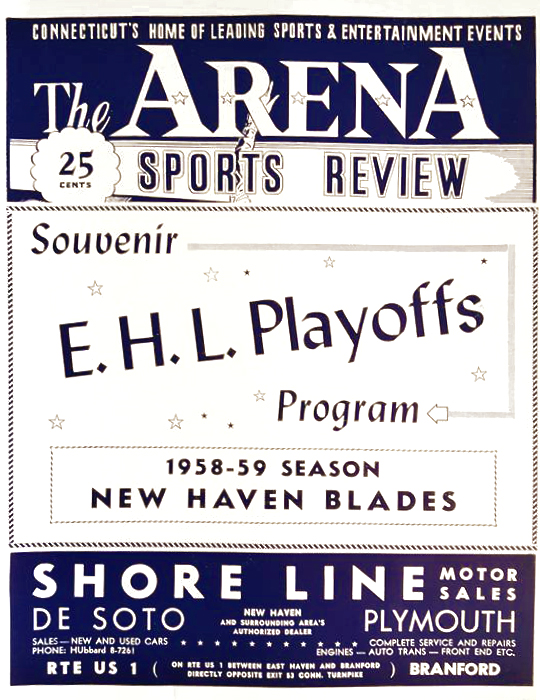 CONNECTICUT'S HOME OF LEADING SPORTS & ENTERTAINMENT EVENTS
The ARENA
25 CENTS
SPORTS REVIEW
Souvenir
E. H. L. Playoffs
Program
1958-59 SEASON
NEW HAVEN BLADES
SHORE LINE MOTOR SALES
DE SOTO
NEW HAVEN
AND SURROUNDING AREA'S
AUTHORIZED DEALER
PLYMOUTH
SALES — NEW AND USED CARS
PHONE: HUbbard 8-7261
COMPLETE SERVICE AND REPAIRS
ENGINES — AUTO TRANS — FRONT END ETC.
RTE US 1 ( ON RTE US 1 BETWEEN EAST HAVEN AND BRANFORD
DIRECTLY OPPOSITE EXIT 53 CONN. TURNPIKE ) BRANFORD